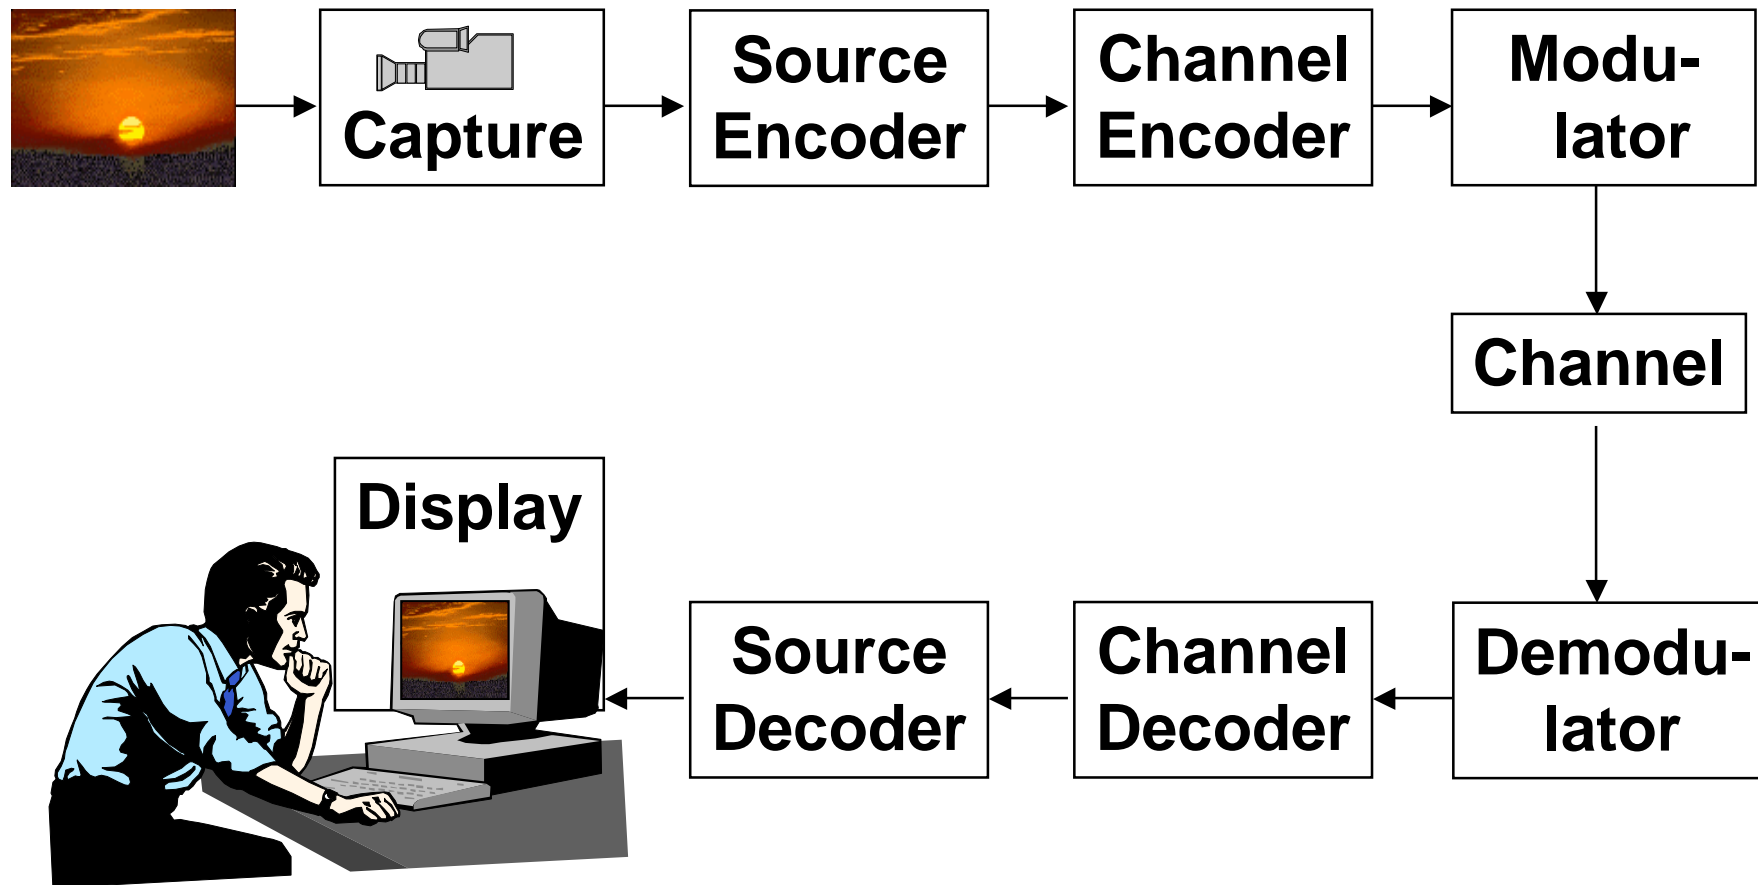 Capture
Source
Encoder
Channel
Encoder
Modu-
lator
Channel
Display
Source
Decoder
Channel
Decoder
Demodu-
lator